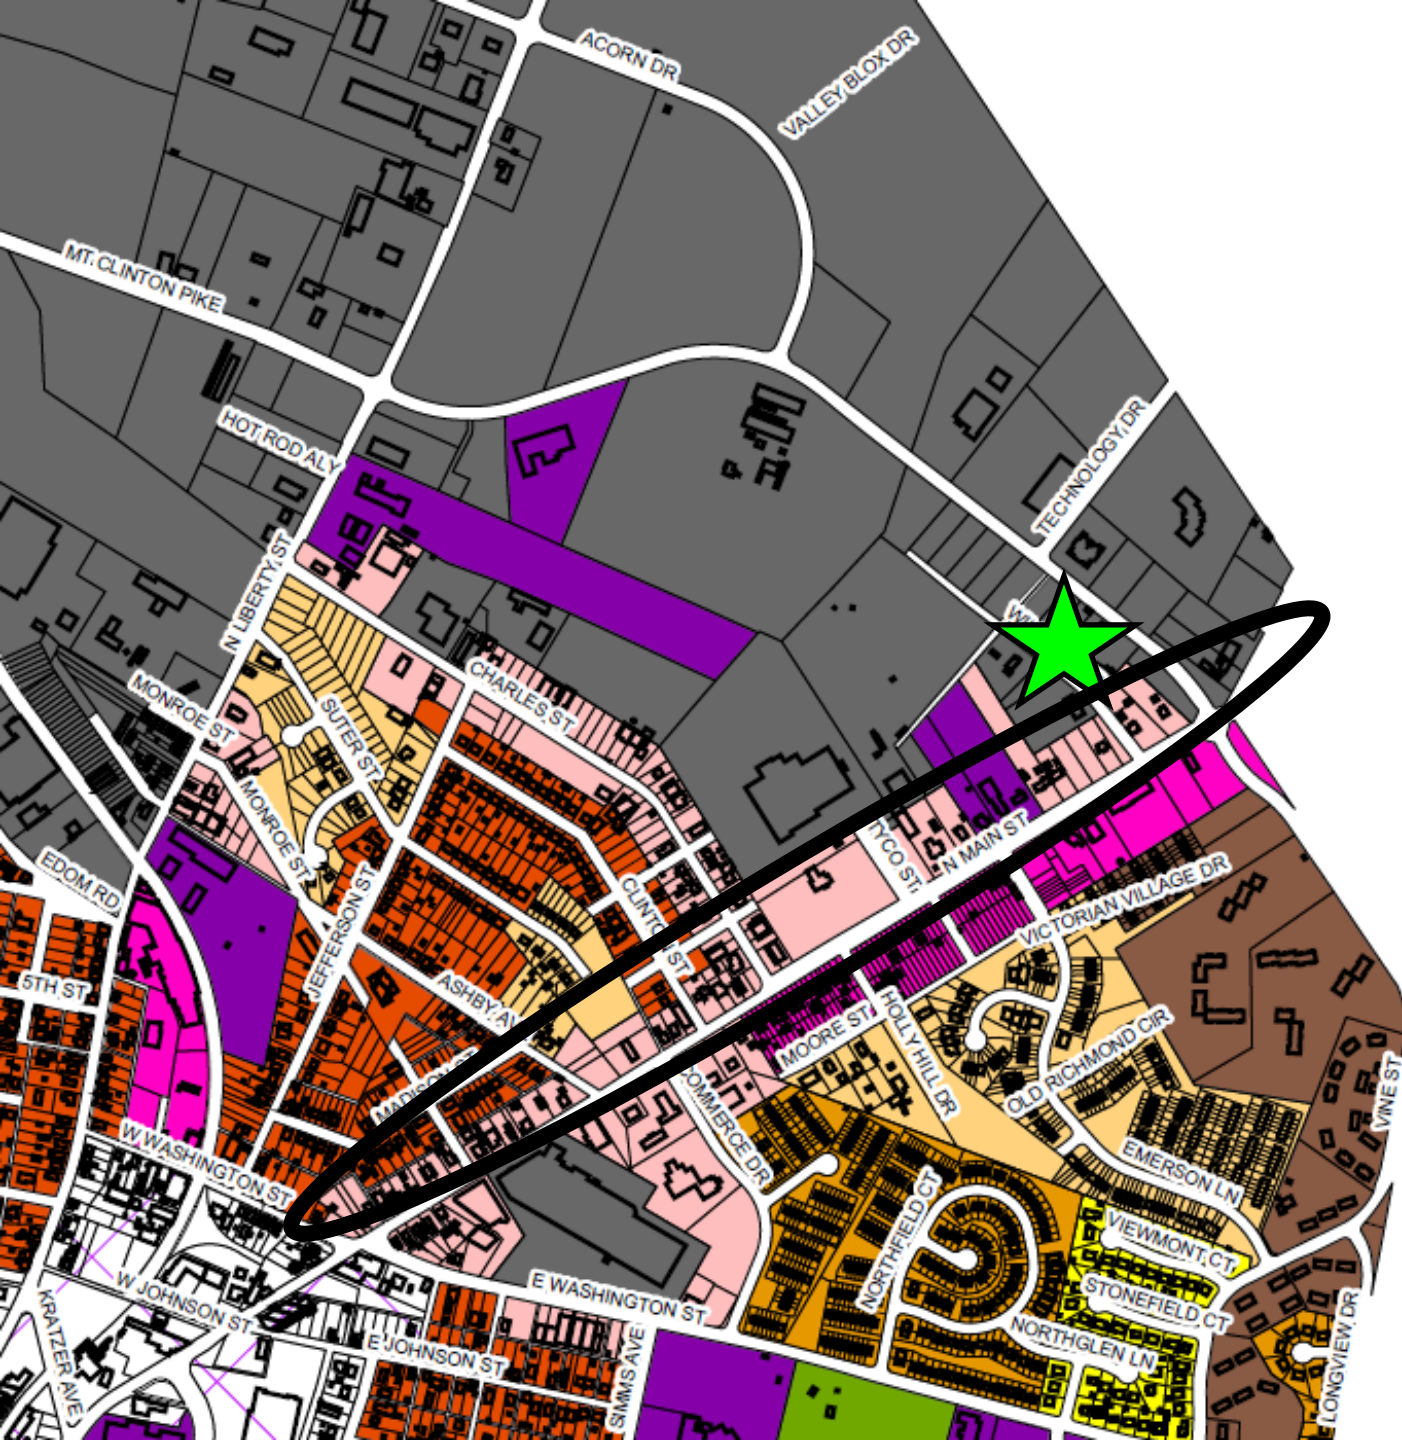 ACORN DR
VALLEY BLOX DR
MT. CLINTON PIKE
HOT ROD ALY
TECHNOLOGY DR
N LIBERTY ST
CHARLES ST
MONROE ST
SUTER ST
MONROE ST
TYCO ST
N MAIN ST
EDOM RD
JEFFERSON ST
CLINTON ST
VICTORIAN VILLAGE DR
5TH ST
ASHBY AV
MOORE ST
HOLLY HILL DR
OLD RICHMOND CIR
MADISON ST
COMMERCE DR
VINE ST
W WASHINGTON ST
EMERSON LN
NORTHFIELD CT
VIEWMONT CT
W JOHNSON ST
E WASHINGTON ST
STONEFIELD CT
KRATZER AVE
E JOHNSON ST
SIMMS AVE
NORTHGLEN LN
LONGVIEW DR